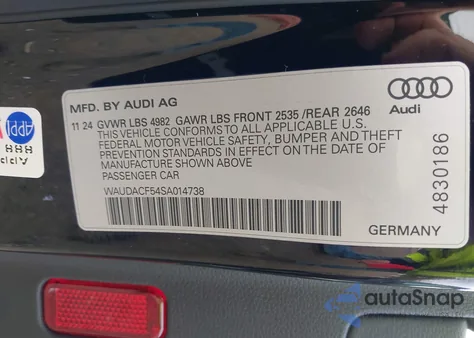 MFD. BY AUDI AG
11 24 GVWR LBS 4982 GAWR LBS FRONT 2535 /REAR 2646
THIS VEHICLE CONFORMS TO ALL APPLICABLE U.S.
FEDERAL MOTOR VEHICLE SAFETY, BUMPER AND THEFT
PREVENTION STANDARDS IN EFFECT ON THE DATE OF
MANUFACTURE SHOWN ABOVE
PASSENGER CAR
WAUDACF54SA014738
Audi
4830186
GERMANY
autoSnap